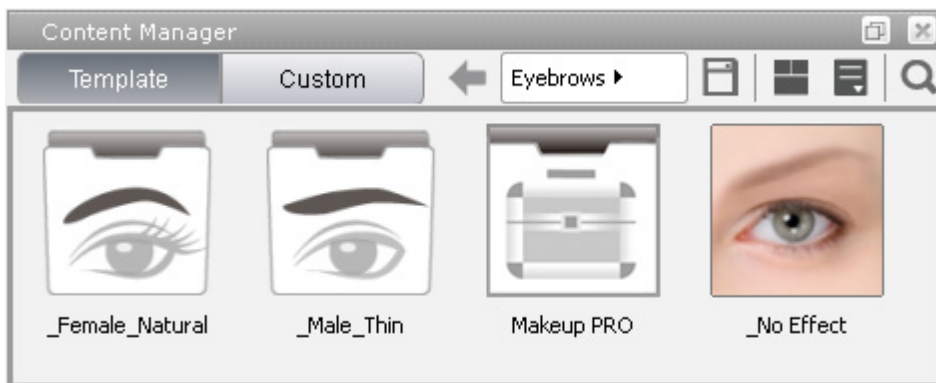 Content Manager
Template Custom Eyebrows
_Female_Natural _Male_Thin Makeup PRO _No Effect